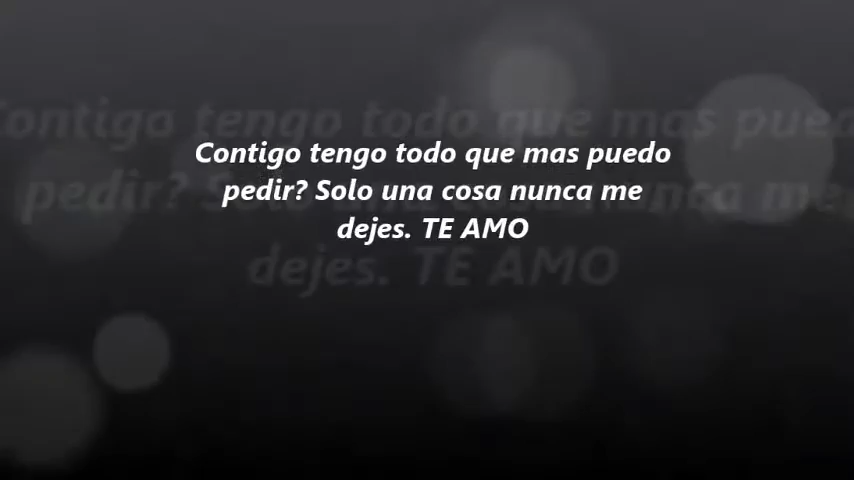 Contigo tengo todo que mas puedo
pedir? Solo una cosa nunca me
dejes. TE AMO